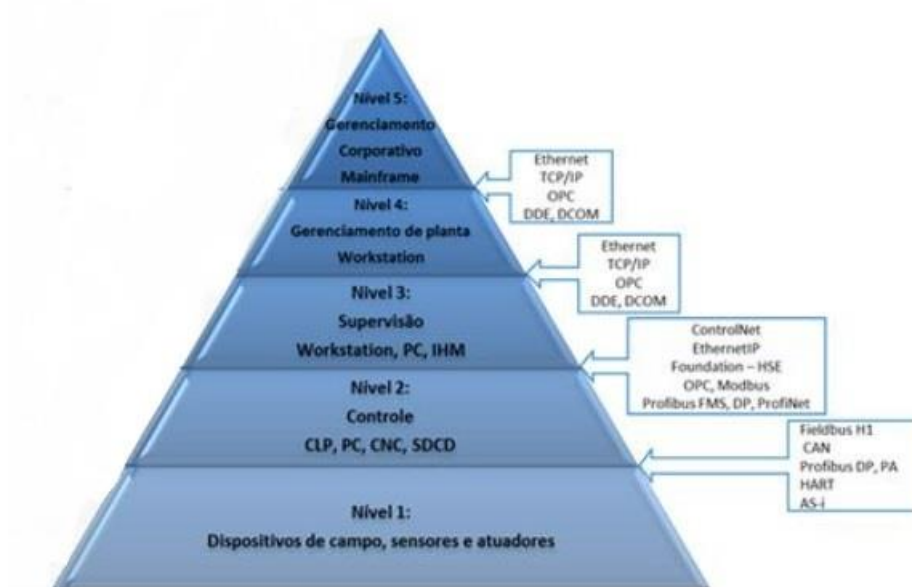 Nível 5:
Gerenciamento
Corporativo
Mainframe
Ethernet
TCP/IP
OPC
DDE, DCOM
Nível 4:
Gerenciamento de planta
Workstation
Ethernet
TCP/IP
OPC
DDE, DCOM
Nível 3:
Supervisão
Workstation, PC, IHM
ControlNet
EthernetIP
Foundation – HSE
OPC, Modbus
Profibus FMS, DP, ProfiNet
Nível 2:
Controle
CLP, PC, CNC, SDCD
Fieldbus H1
CAN
Profibus DP, PA
HART
AS-i
Nível 1:
Dispositivos de campo, sensores e atuadores